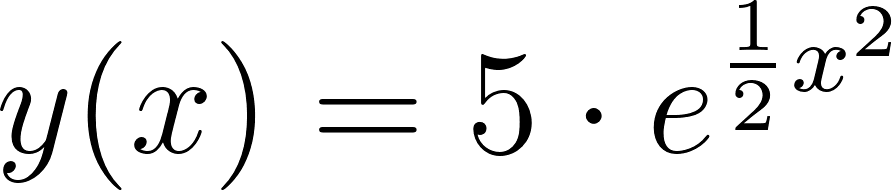 y(x) = 5 · e^{\frac{1}{2}x^2}